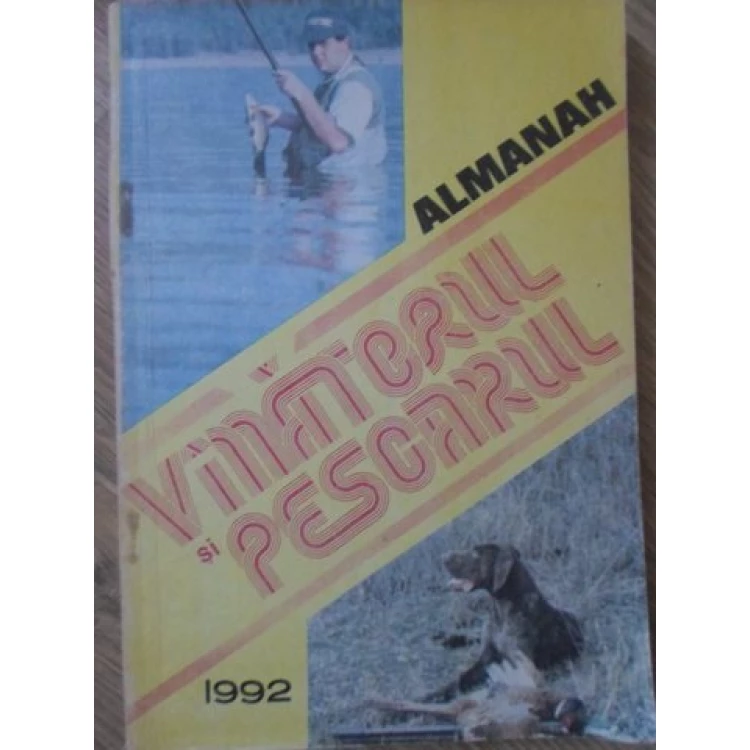 ALMANAH
VÎNĂTORUL
și PESCARUL
1992